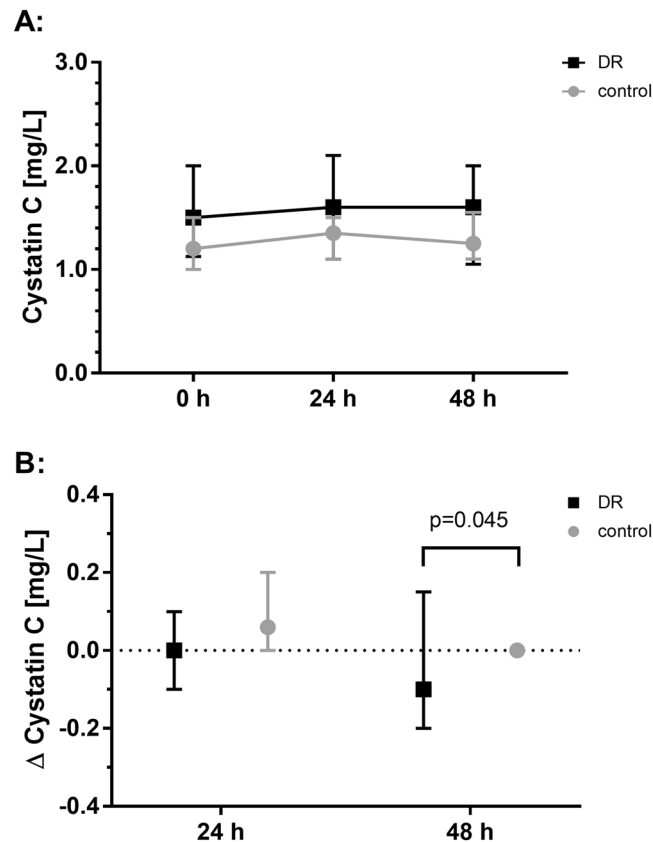 A:
Cystatin C [mg/L]
3.0
2.0
1.0
0.0
0 h
24 h
48 h
DR
control
B:
Δ Cystatin C [mg/L]
0.4
0.2
0.0
-0.2
-0.4
24 h
48 h
p=0.045
DR
control